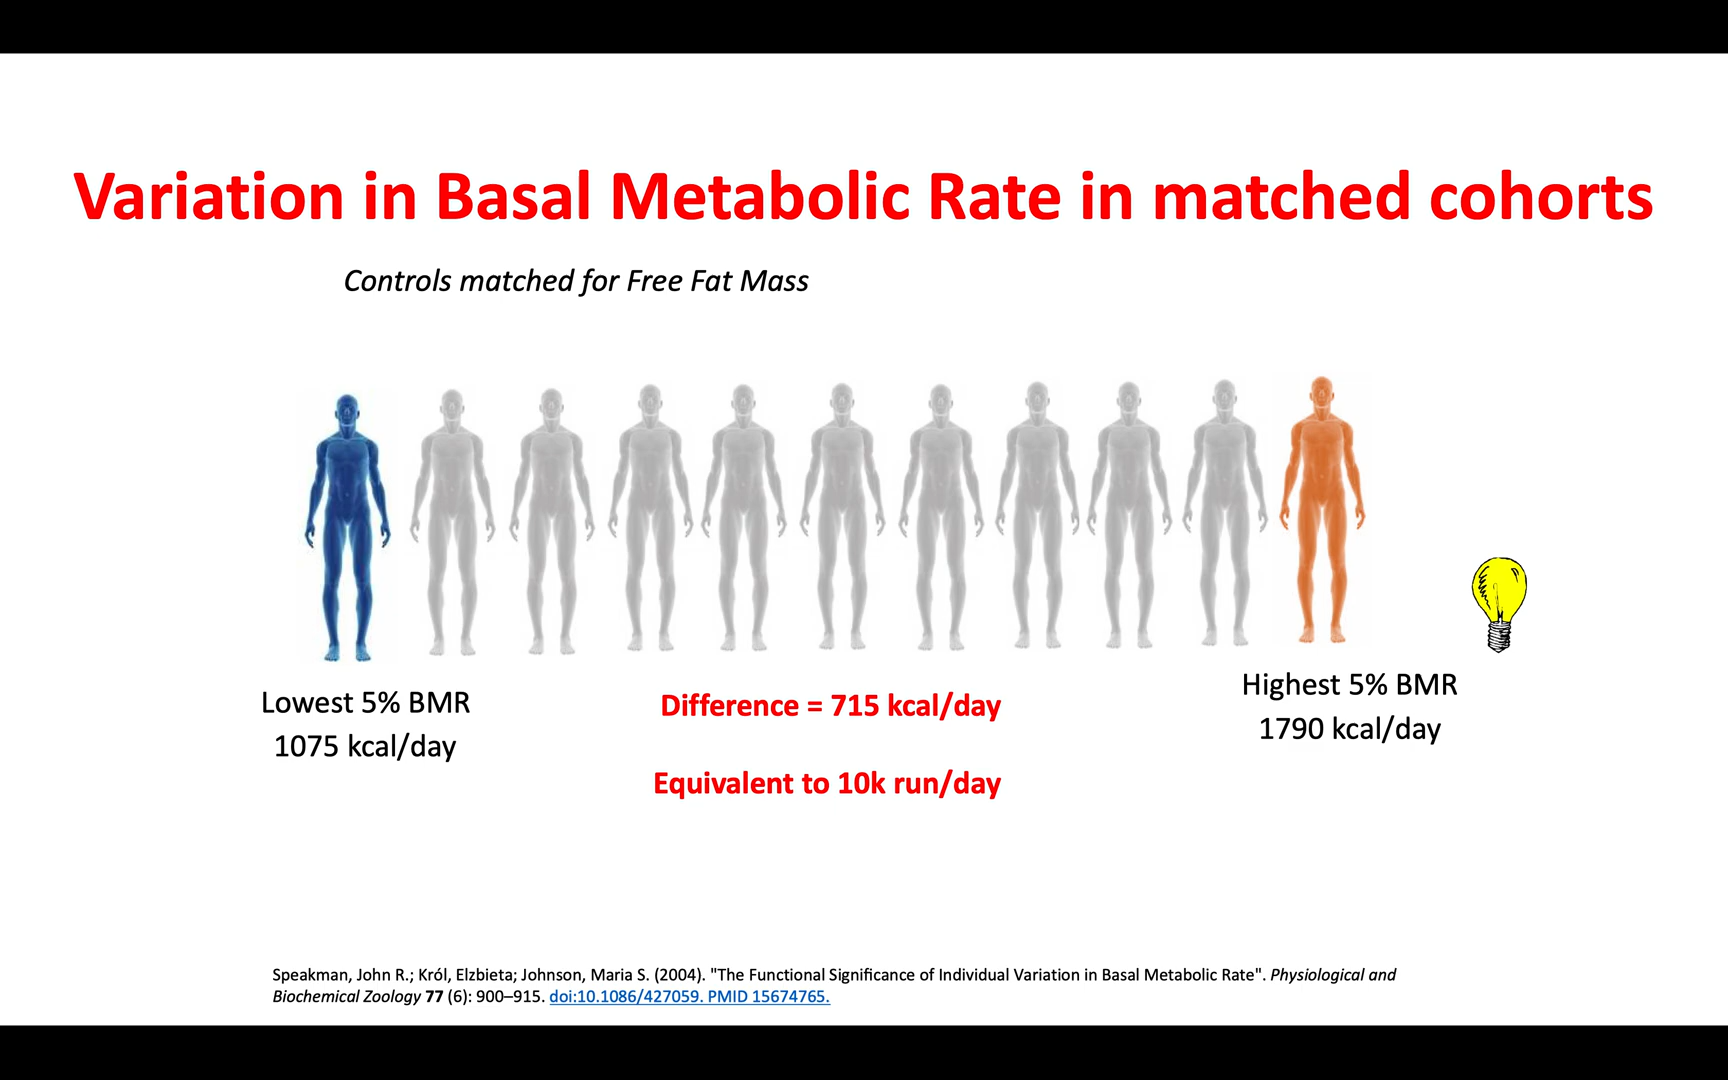 Variation in Basal Metabolic Rate in matched cohorts
Controls matched for Free Fat Mass
Lowest 5% BMR
1075 kcal/day
Difference = 715 kcal/day
Equivalent to 10k run/day
Highest 5% BMR
1790 kcal/day
Speakman, John R.; Król, Elzbieta; Johnson, Maria S. (2004). "The Functional Significance of Individual Variation in Basal Metabolic Rate". Physiological and
Biochemical Zoology 77 (6): 900–915. doi:10.1086/427059. PMID 15674765.